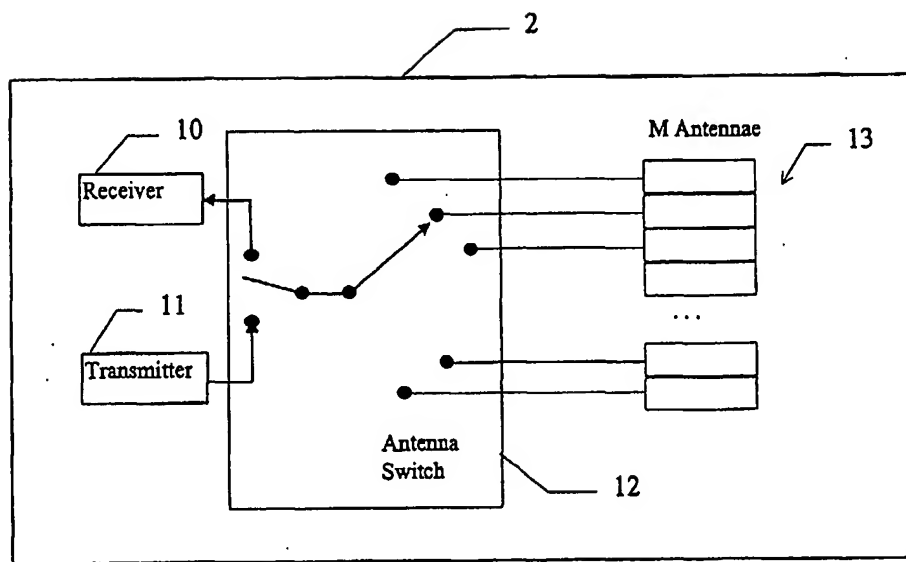 2
10
M Antennae
13
Receiver
11
Transmitter
...
Antenna
Switch
12